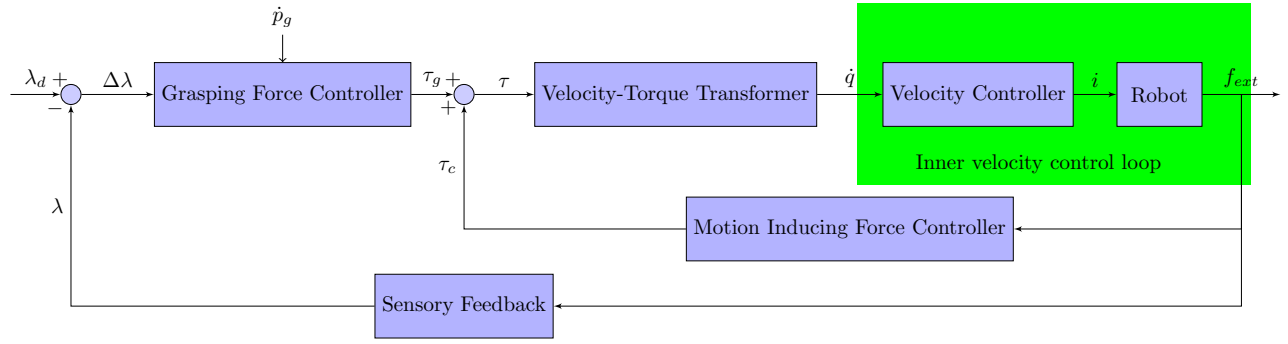 ṗ_g
λ_d + Δλ Grasping Force Controller τ_g + τ Velocity-Torque Transformer q̇ Velocity Controller i Robot f_ext
− +
Inner velocity control loop
τ_c
λ
Motion Inducing Force Controller
Sensory Feedback